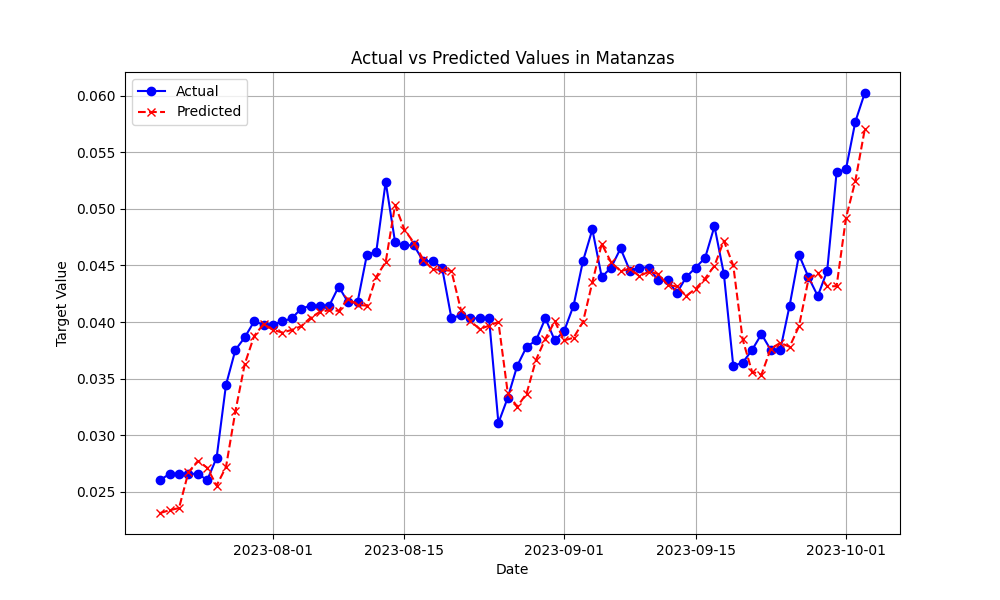 Actual vs Predicted Values in Matanzas
Actual
Predicted
0.060
0.055
0.050
0.045
0.040
0.035
0.030
0.025
Target Value
2023-08-01
2023-08-15
2023-09-01
2023-09-15
2023-10-01
Date